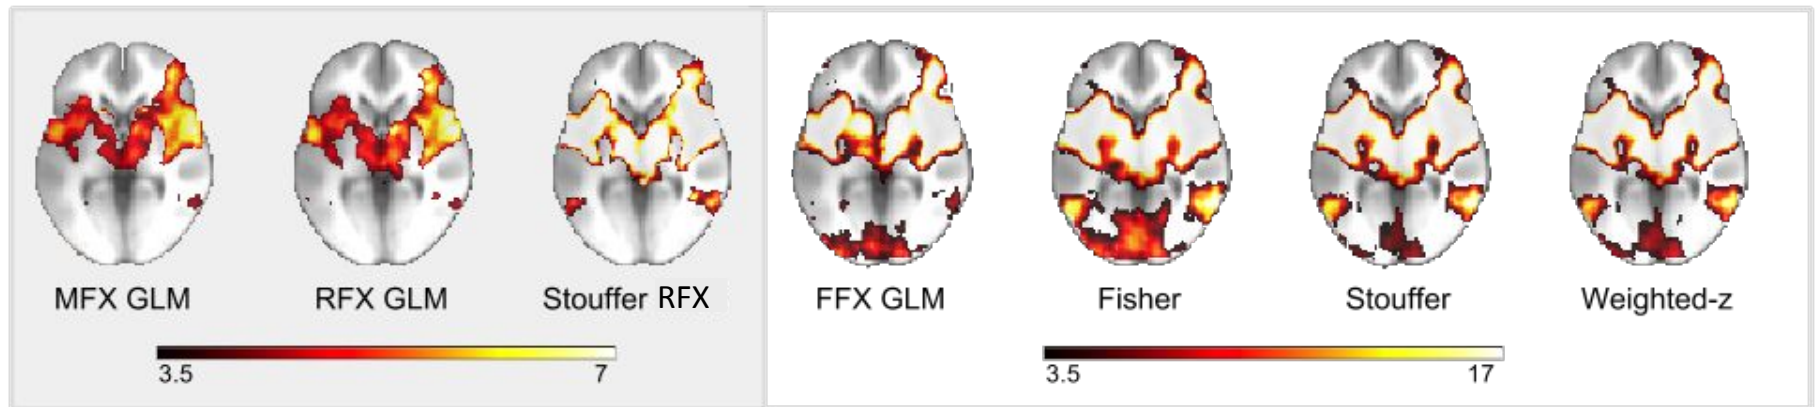 MFX GLM
RFX GLM
Stouffer RFX
FFX GLM
Fisher
Stouffer
Weighted-z
3.5
7
3.5
17